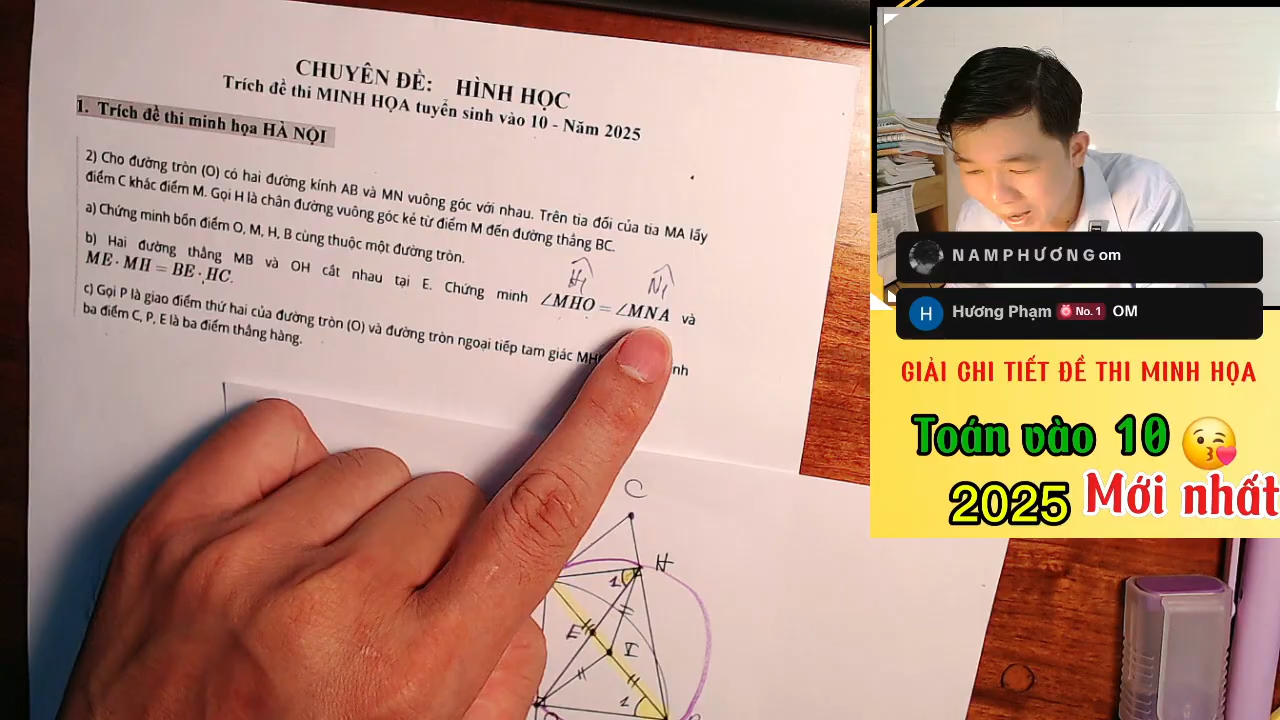 CHUYÊN ĐỀ: HÌNH HỌC
Trích đề thi MINH HỌA tuyển sinh vào 10 - Năm 2025
1. Trích đề thi minh họa HÀ NỘI
2) Cho đường tròn (O) có hai đường kính AB và MN vuông góc với nhau. Trên tia đối của tia MA lấy
điểm C khác điểm M. Gọi H là chân đường vuông góc kẻ từ điểm M đến đường thẳng BC.
a) Chứng minh bốn điểm O, M, H, B cùng thuộc một đường tròn.
b) Hai đường thẳng MB và OH cắt nhau tại E. Chứng minh ∠MHO = ∠MNA và
H1 N1
ME · MH = BE · HC.
c) Gọi P là giao điểm thứ hai của đường tròn (O) và đường tròn ngoại tiếp tam giác nh
ba điểm C, P, E là ba điểm thẳng hàng.
C
H
1
E
I
1
N A M P H Ư Ơ N G om
H Hương Phạm No. 1 OM
GIẢI CHI TIẾT ĐỀ THI MINH HỌA
Toán vào 10
2025 Mới nhất